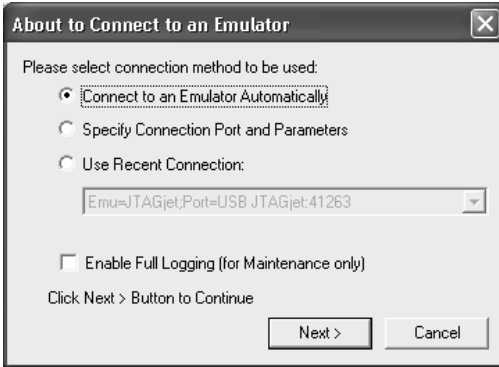 About to Connect to an Emulator
Please select connection method to be used:
Connect to an Emulator Automatically
Specify Connection Port and Parameters
Use Recent Connection:
Emu=JTAGjet;Port=USB JTAGjet:41263
Enable Full Logging (for Maintenance only)
Click Next > Button to Continue
Next > Cancel